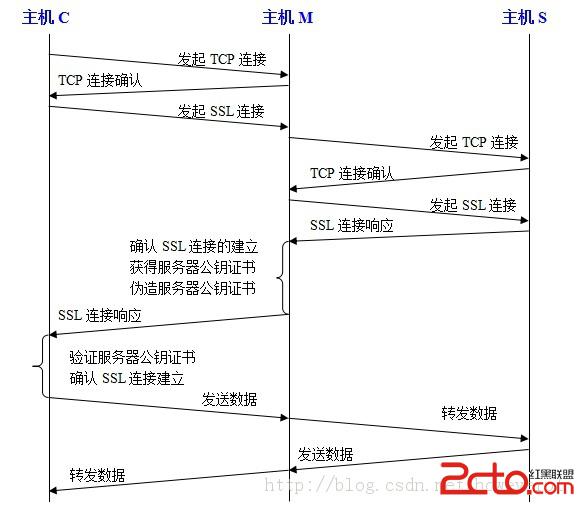 主机 C
主机 M
主机 S
发起 TCP 连接
TCP 连接确认
发起 SSL 连接
发起 TCP 连接
TCP 连接确认
发起 SSL 连接
SSL 连接响应
确认 SSL 连接的建立
获得服务器公钥证书
伪造服务器公钥证书
SSL 连接响应
验证服务器公钥证书
确认 SSL 连接建立
发送数据
转发数据
发送数据
转发数据
http://blog.csdn.net/
2cto.com
红黑联盟